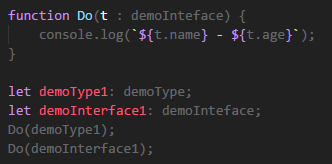 function Do(t : demoInteface) {
console.log(`${t.name} - ${t.age}`);
}
let demoType1: demoType;
let demoInterface1: demoInteface;
Do(demoType1);
Do(demoInterface1);